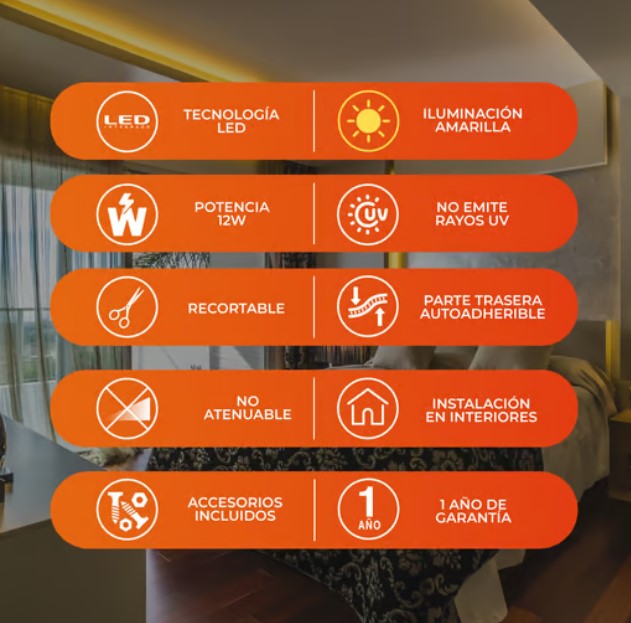 LED
INTEGRADO
TECNOLOGÍA
LED
ILUMINACIÓN
AMARILLA
W
POTENCIA
12W
UV
NO EMITE
RAYOS UV
RECORTABLE
PARTE TRASERA
AUTOADHERIBLE
NO
ATENUABLE
INSTALACIÓN
EN INTERIORES
ACCESORIOS
INCLUIDOS
1
AÑO
1 AÑO DE
GARANTÍA